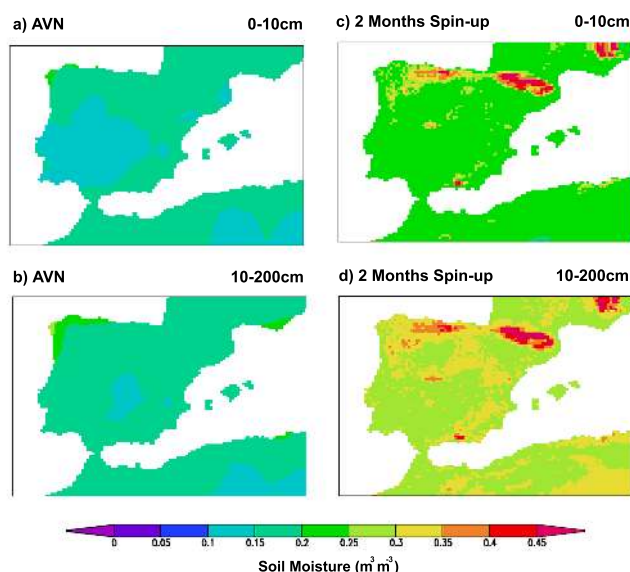 a) AVN 0-10cm
c) 2 Months Spin-up 0-10cm
b) AVN 10-200cm
d) 2 Months Spin-up 10-200cm
0 0.05 0.1 0.15 0.2 0.25 0.3 0.35 0.4 0.45
Soil Moisture (m³ m⁻³)